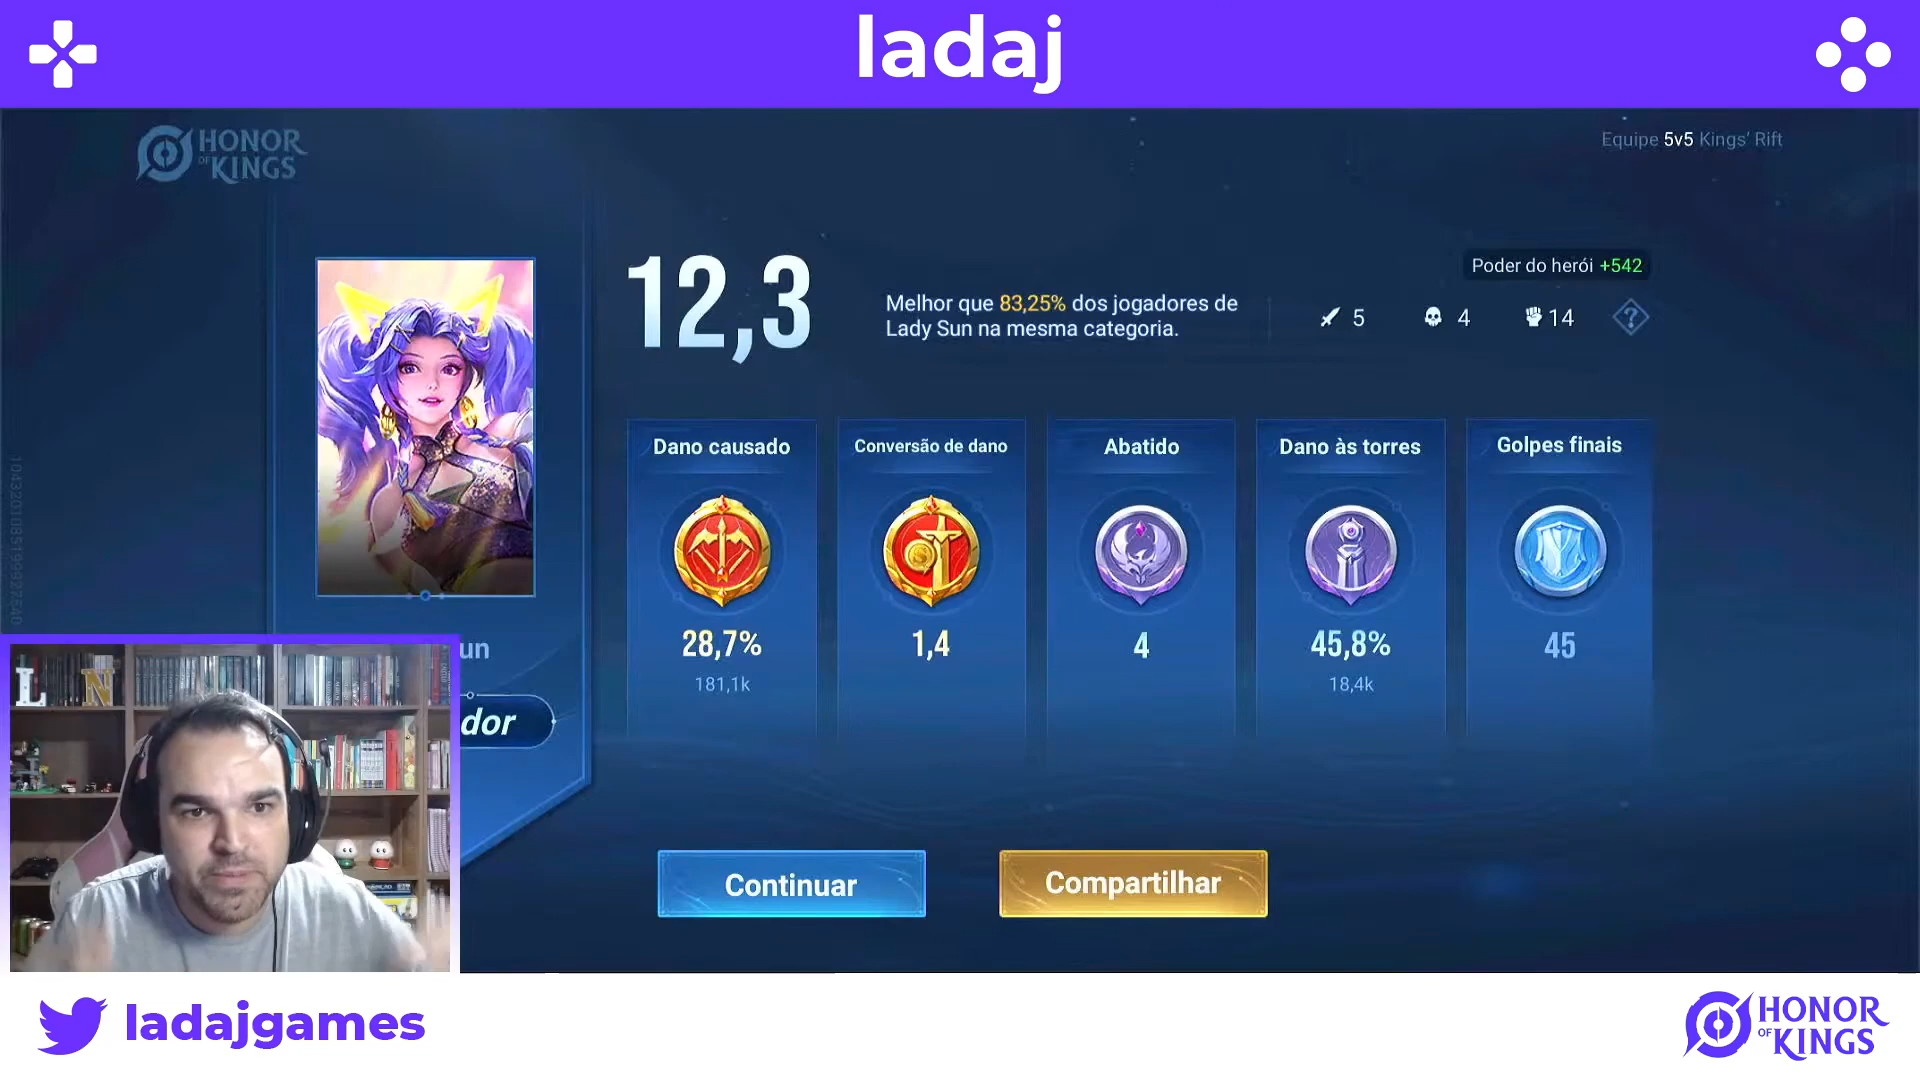 ladaj
HONOR
OF
KINGS
Equipe 5v5 Kings' Rift
12,3
Melhor que 83,25% dos jogadores de
Lady Sun na mesma categoria.
Poder do herói +542
5
4
14
Dano causado
28,7%
181,1k
Conversão de dano
1,4
Abatido
4
Dano às torres
45,8%
18,4k
Golpes finais
45
un
dor
L
N
Continuar
Compartilhar
ladajgames
HONOR
OF
KINGS